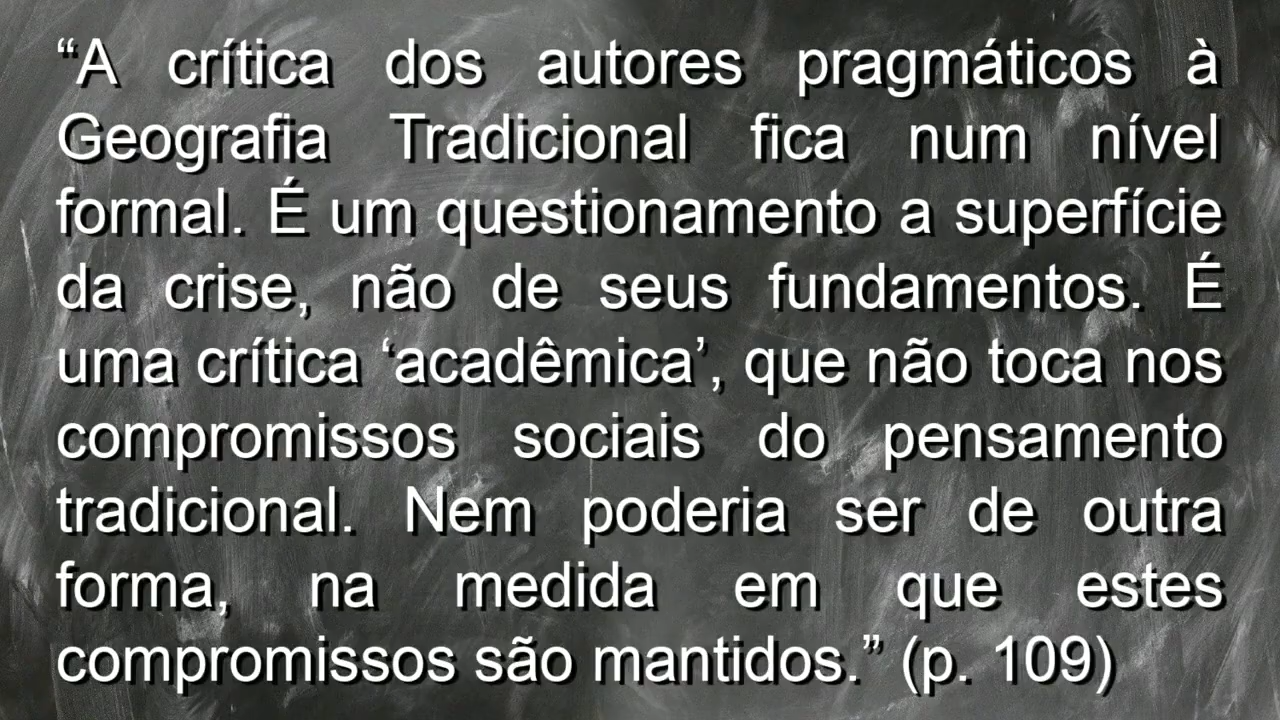 “A crítica dos autores pragmáticos à
Geografia Tradicional fica num nível
formal. É um questionamento a superfície
da crise, não de seus fundamentos. É
uma crítica ‘acadêmica’, que não toca nos
compromissos sociais do pensamento
tradicional. Nem poderia ser de outra
forma, na medida em que estes
compromissos são mantidos.” (p. 109)